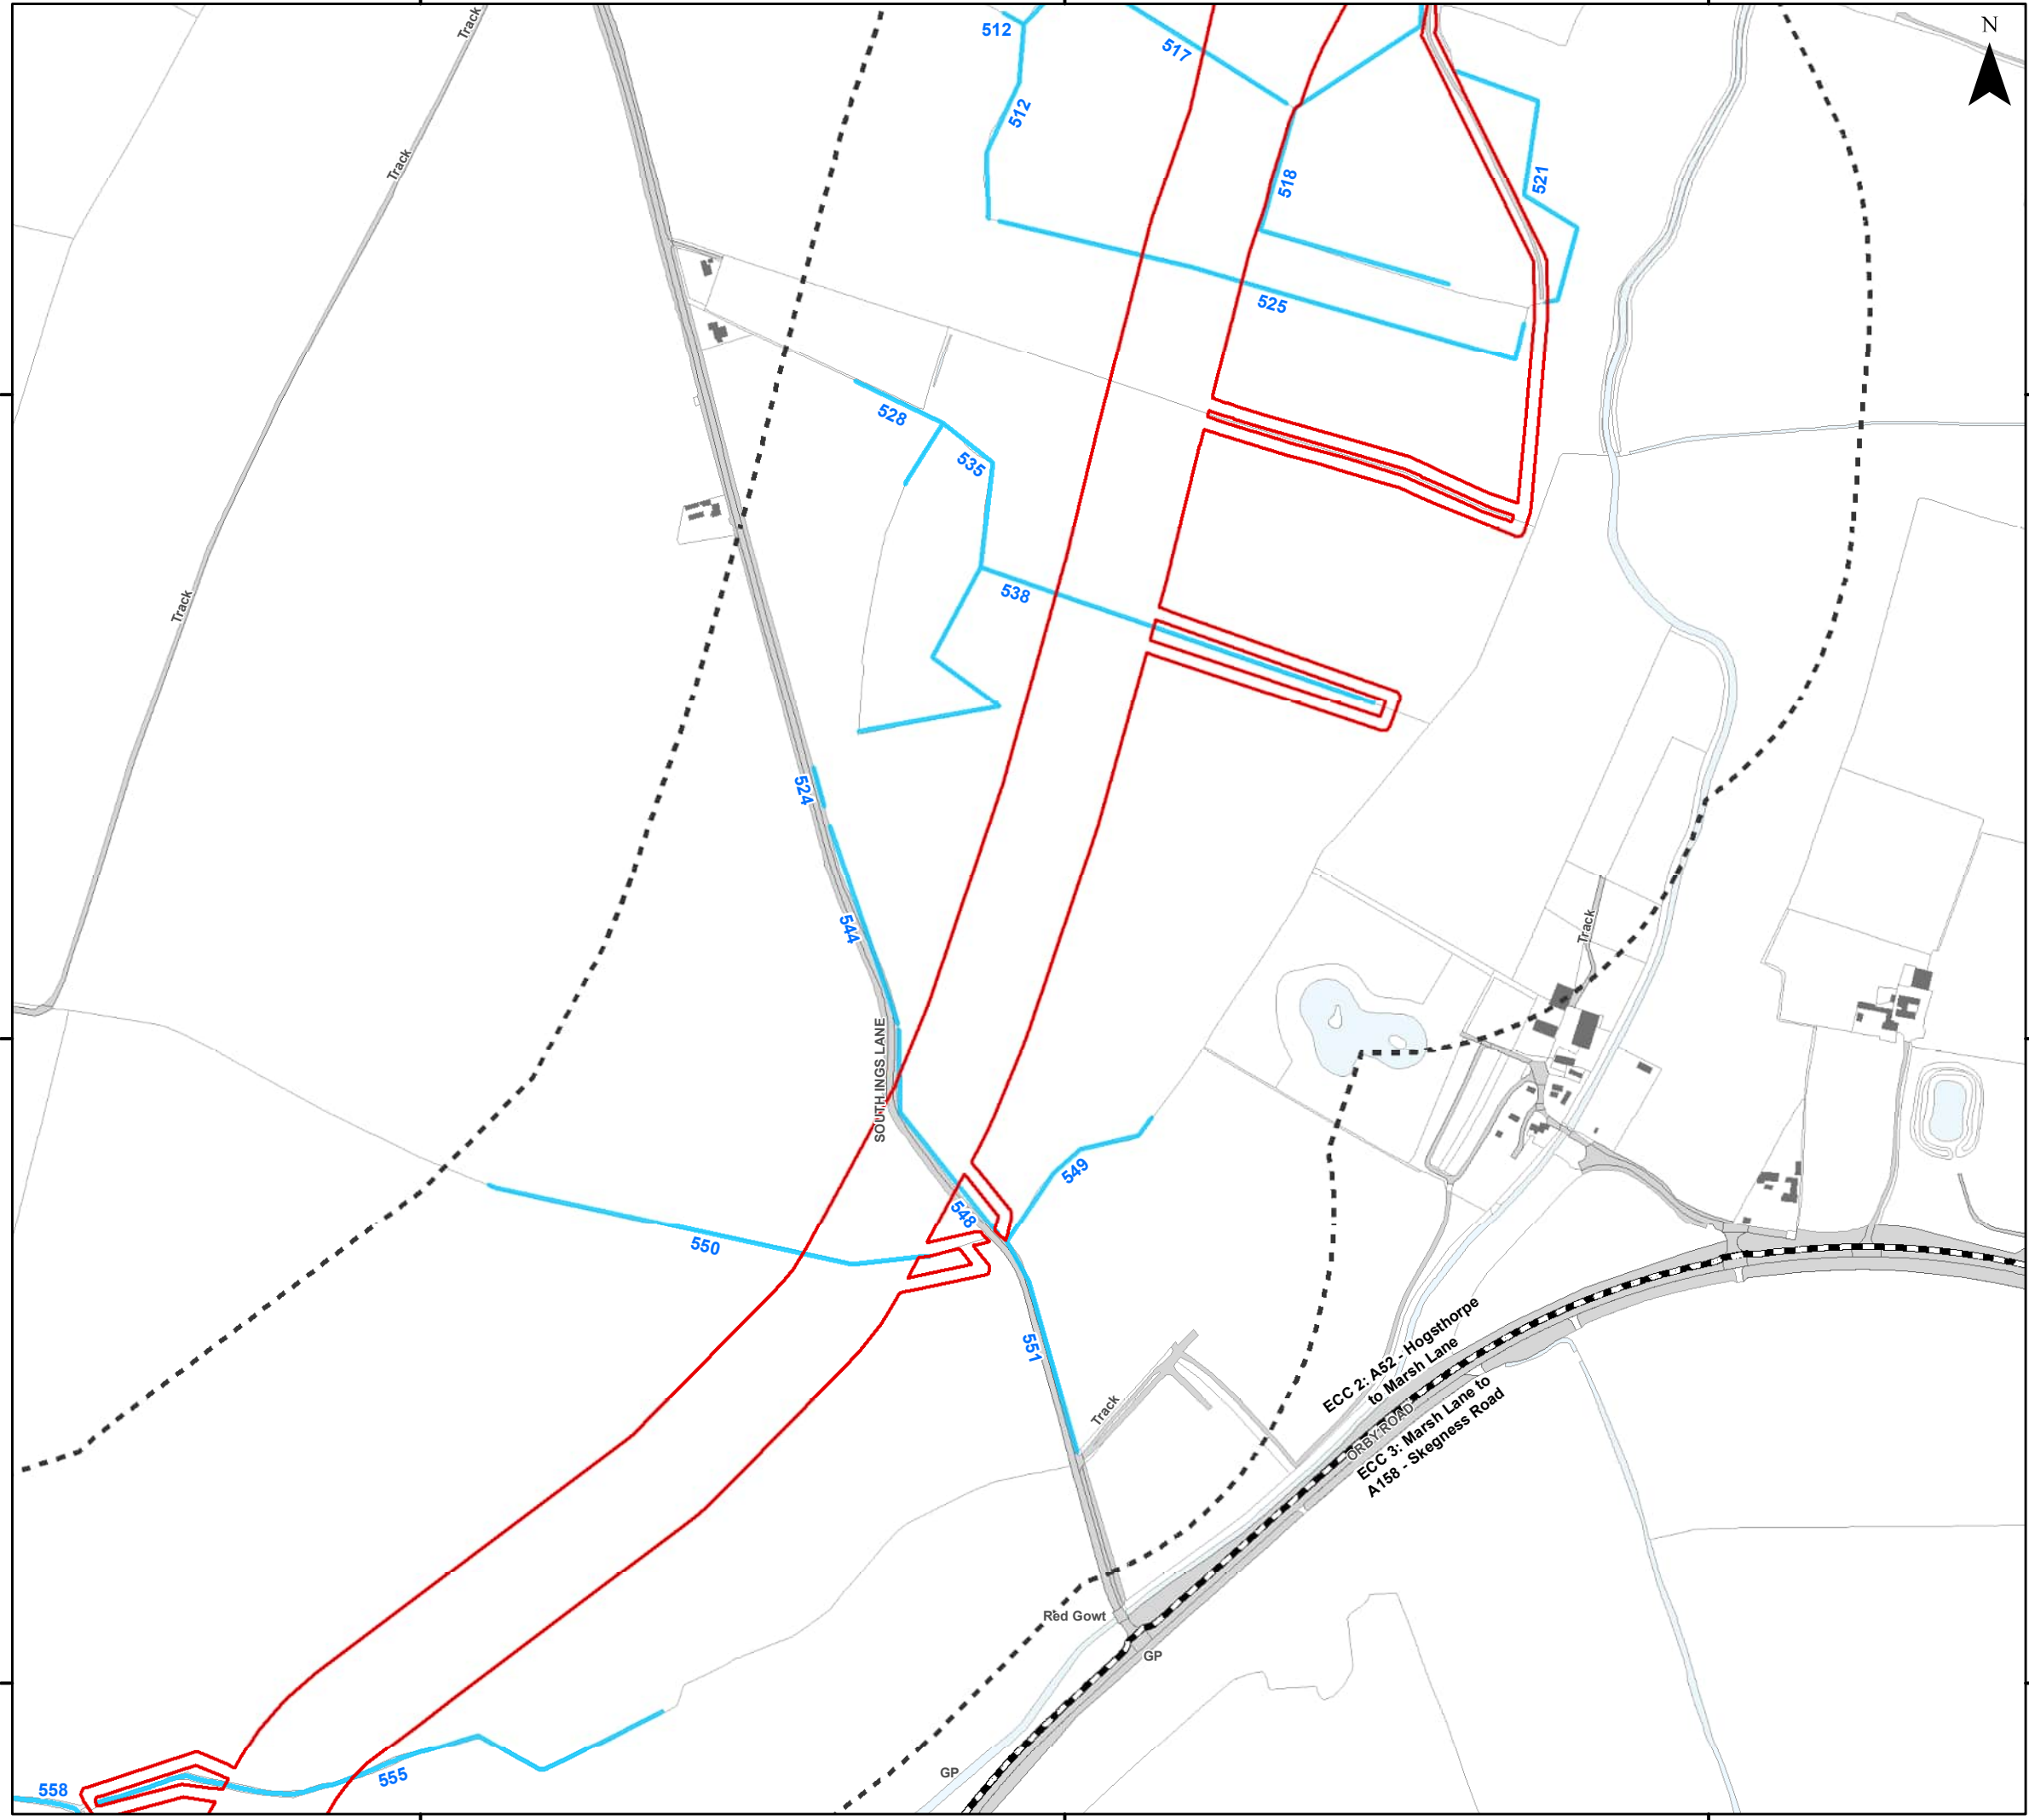 Track
512
517
N
512
Track
518
521
525
528
535
538
Track
524
544
Track
SOUTH INGS LANE
549
548
550
551
ECC 2: A52 - Hogsthorpe
to Marsh Lane
Track
ORBY ROAD
ECC 3: Marsh Lane to
A158 - Skegness Road
Red Gowt
GP
GP
555
558